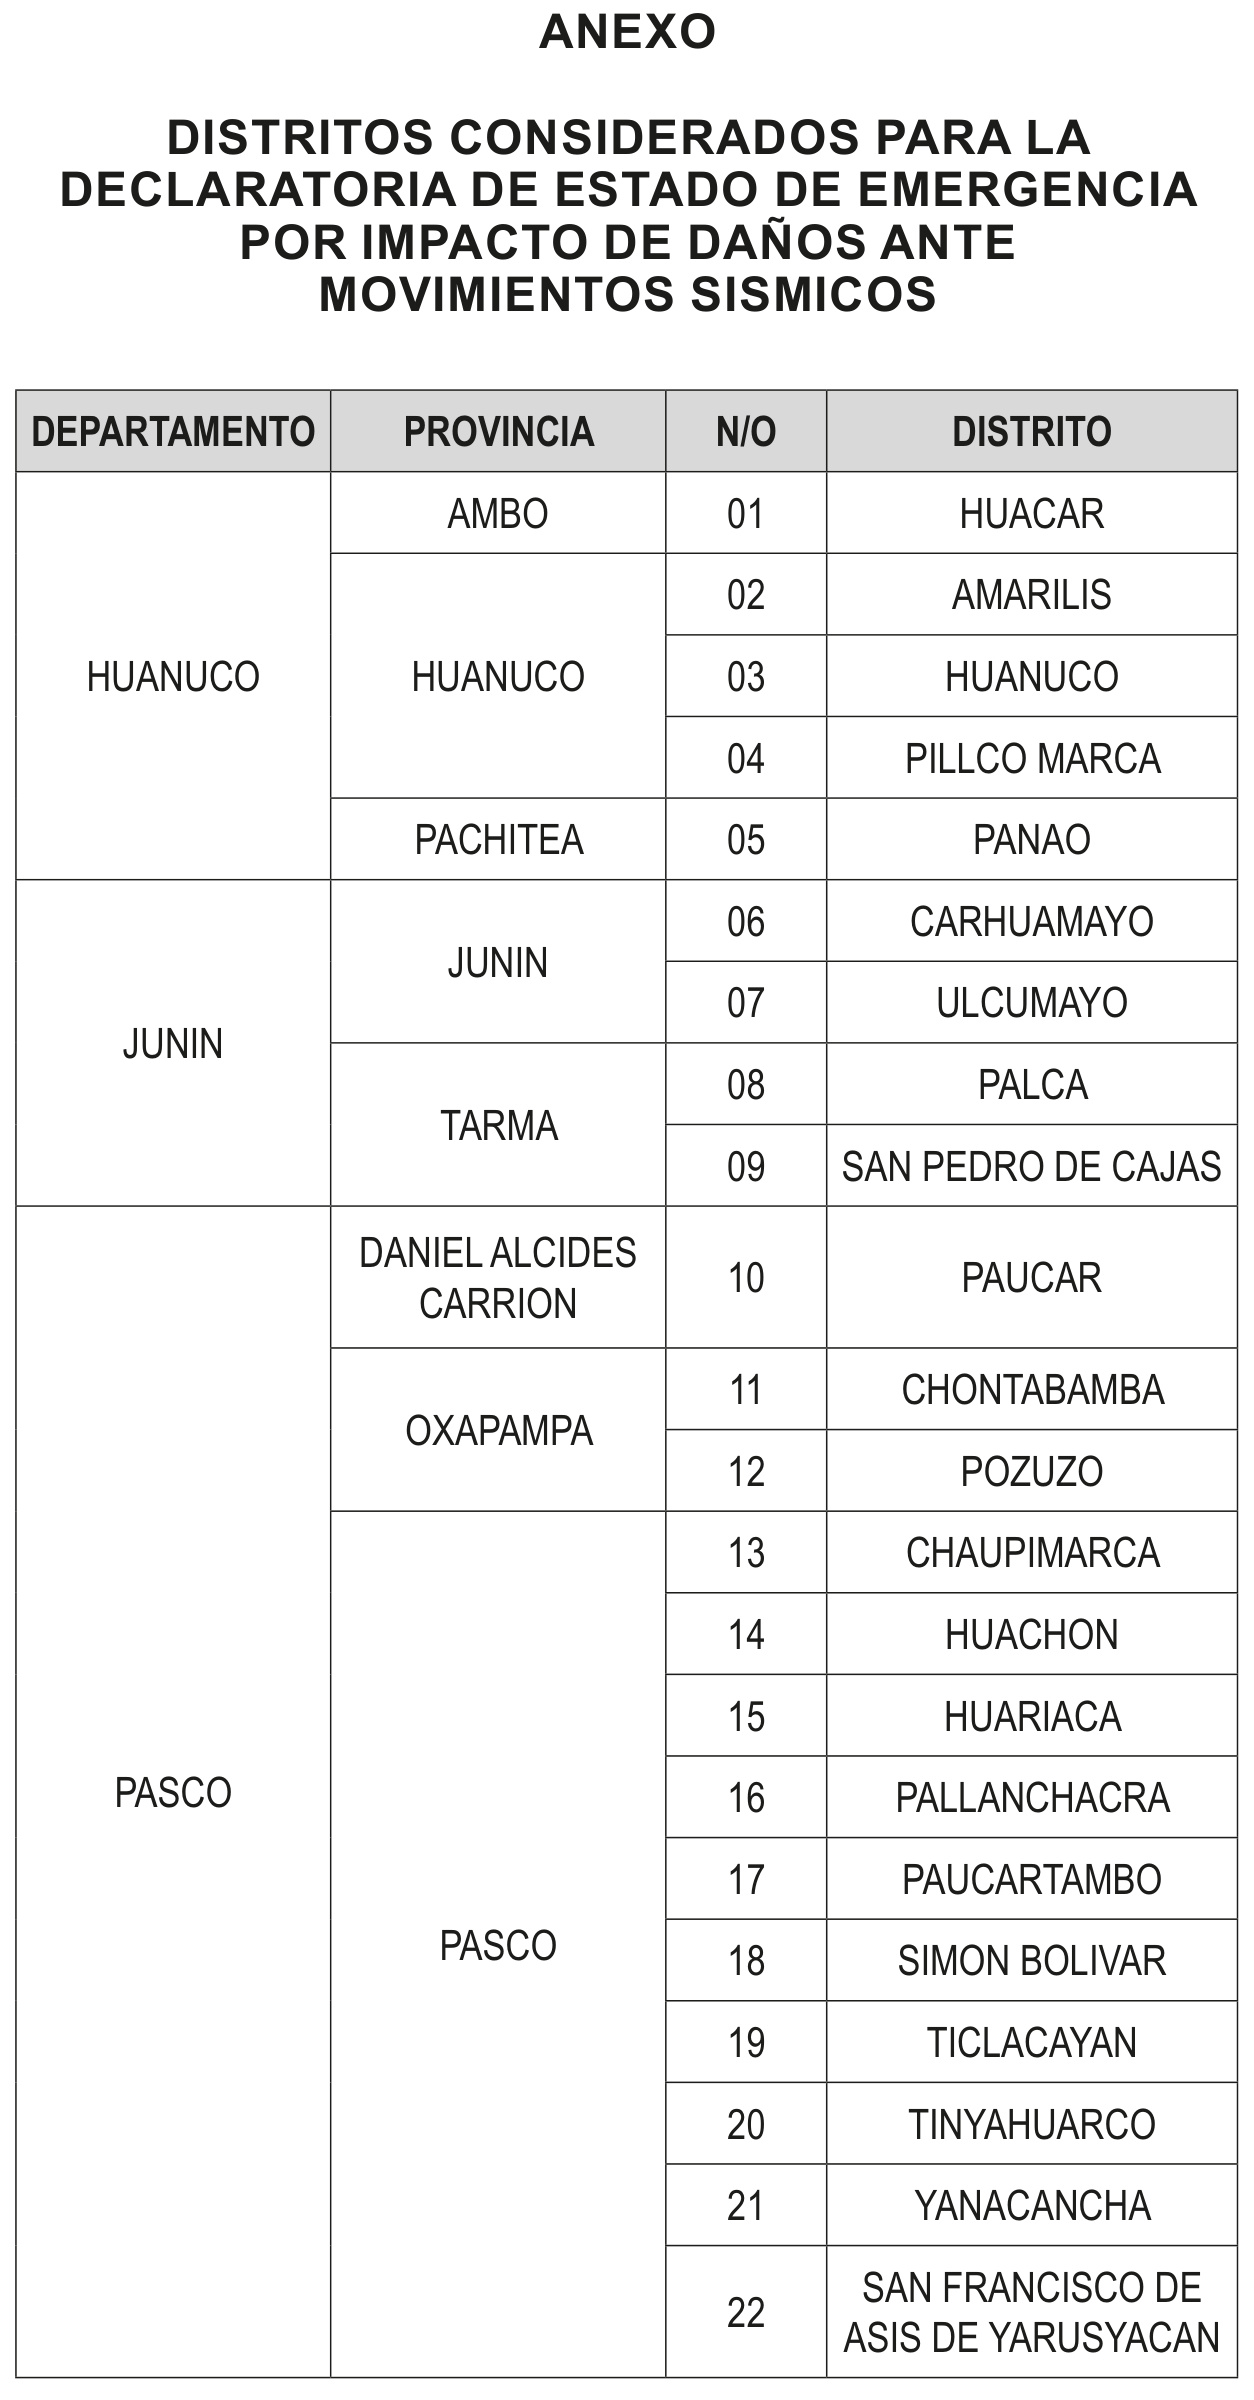 ANEXO
DISTRITOS CONSIDERADOS PARA LA
DECLARATORIA DE ESTADO DE EMERGENCIA
POR IMPACTO DE DAÑOS ANTE
MOVIMIENTOS SISMICOS
DEPARTAMENTO PROVINCIA N/O DISTRITO
HUANUCO AMBO 01 HUACAR
HUANUCO 02 AMARILIS
03 HUANUCO
04 PILLCO MARCA
PACHITEA 05 PANAO
JUNIN JUNIN 06 CARHUAMAYO
07 ULCUMAYO
TARMA 08 PALCA
09 SAN PEDRO DE CAJAS
PASCO DANIEL ALCIDES
CARRION 10 PAUCAR
OXAPAMPA 11 CHONTABAMBA
12 POZUZO
PASCO 13 CHAUPIMARCA
14 HUACHON
15 HUARIACA
16 PALLANCHACRA
17 PAUCARTAMBO
18 SIMON BOLIVAR
19 TICLACAYAN
20 TINYAHUARCO
21 YANACANCHA
22 SAN FRANCISCO DE
ASIS DE YARUSYACAN